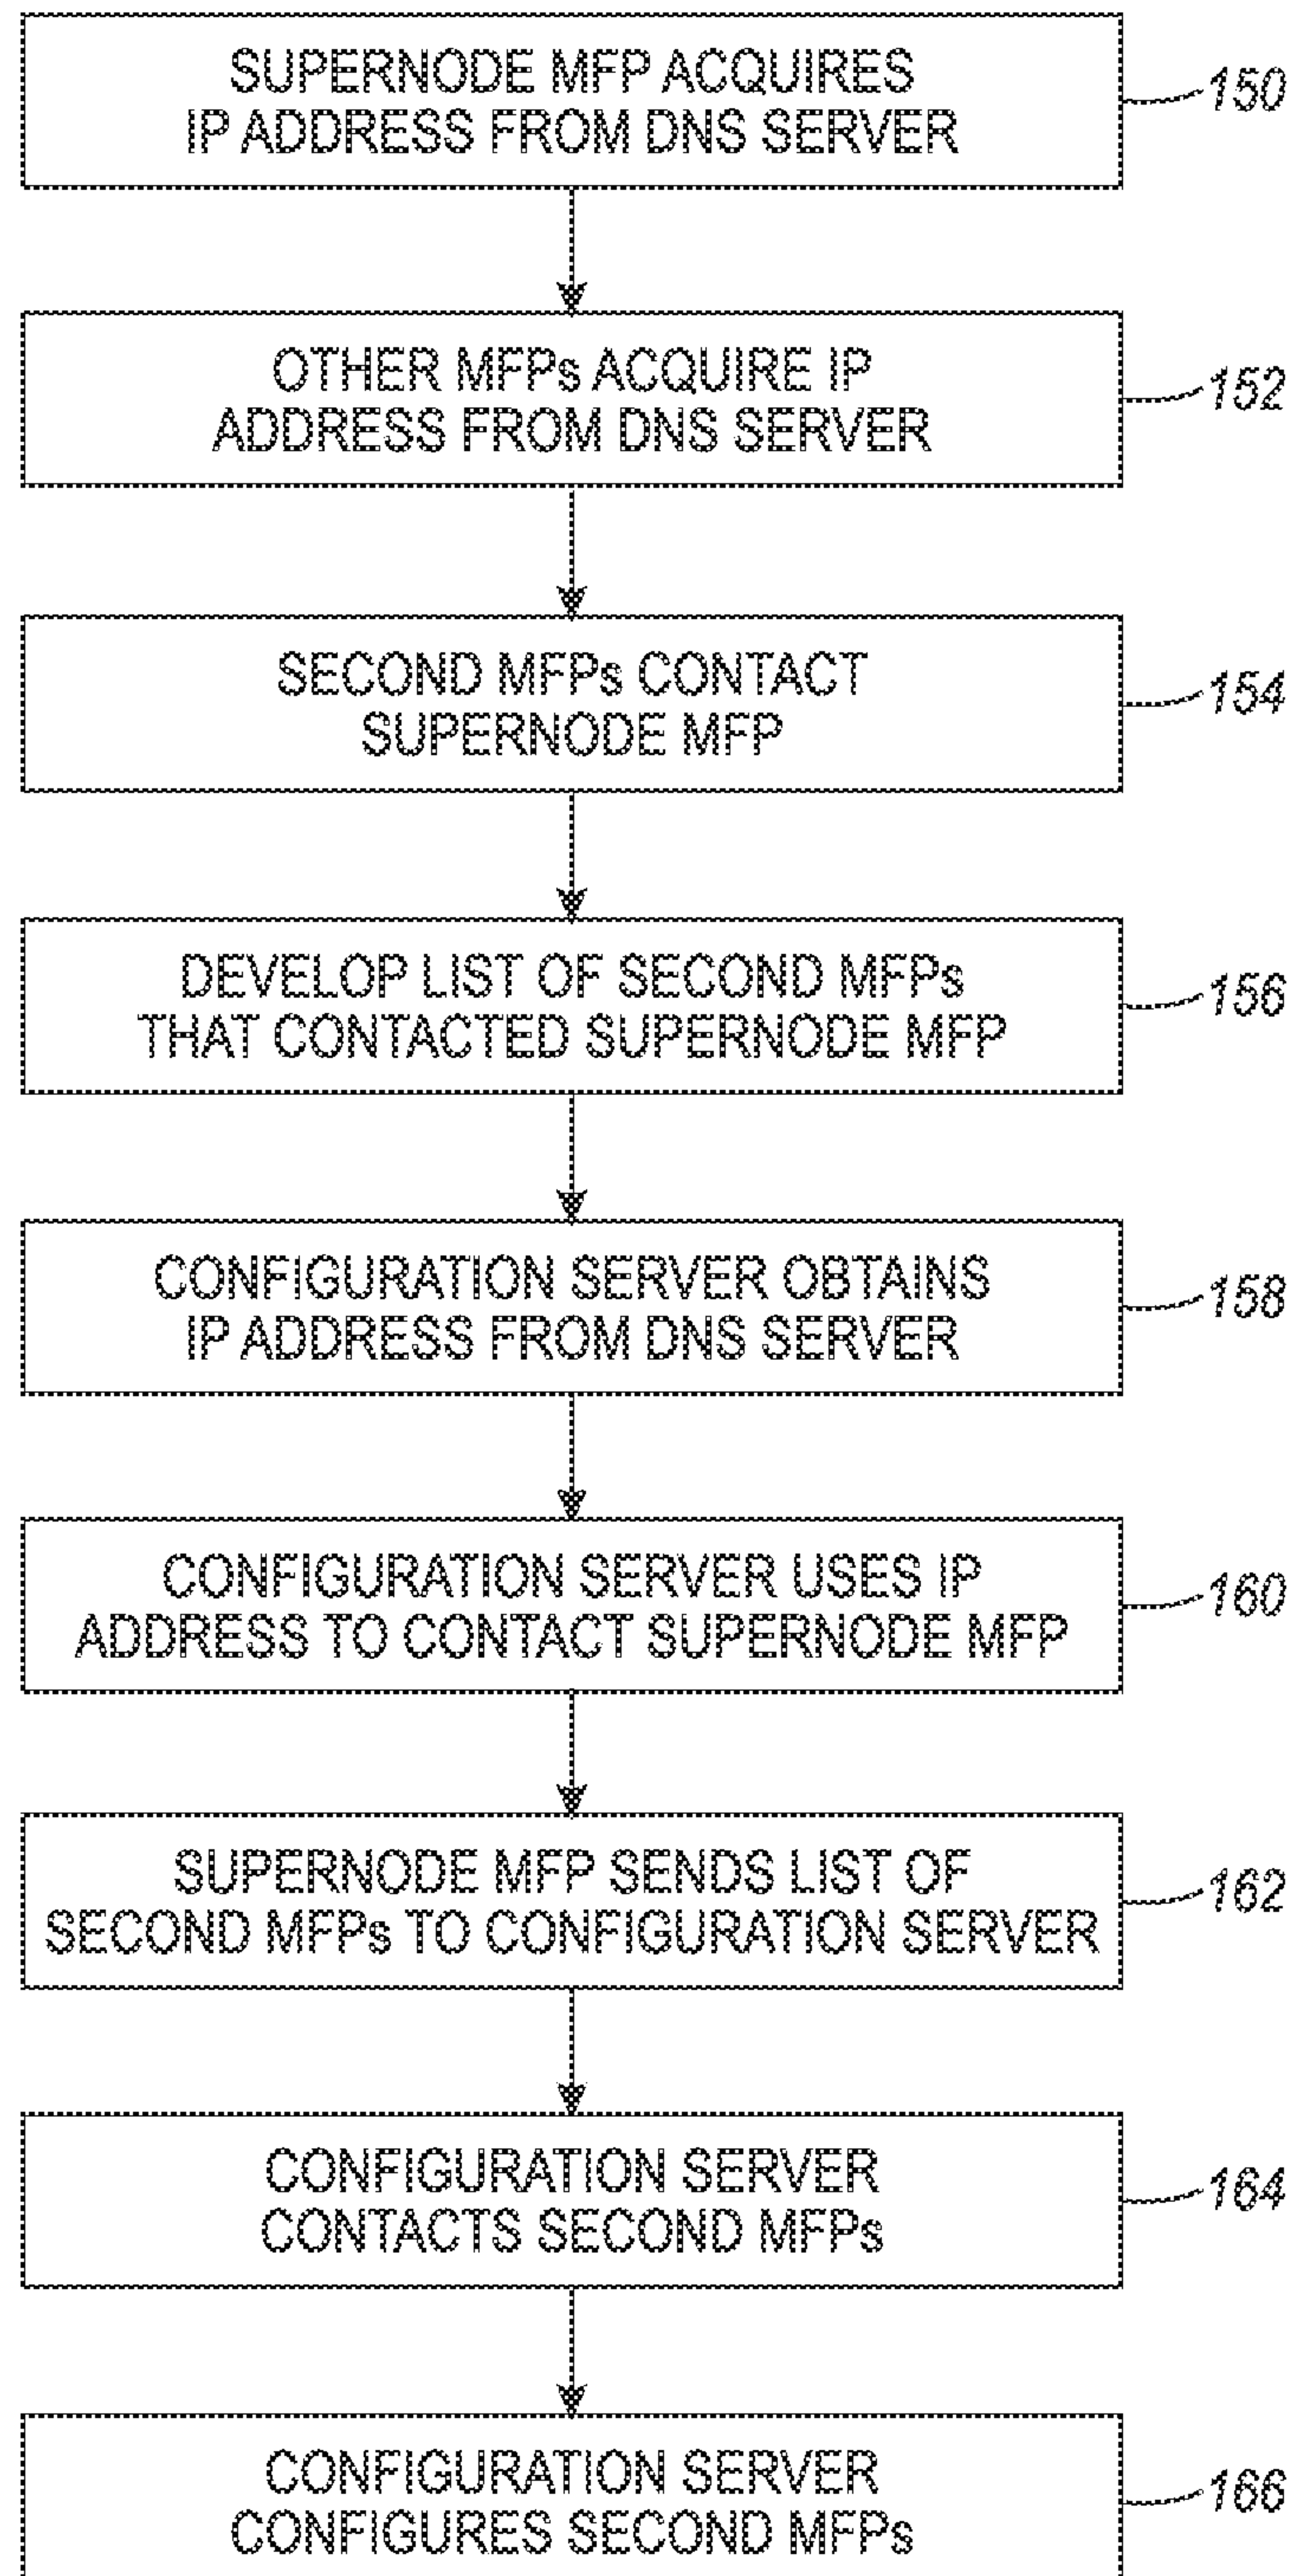 SUPERNODE MFP ACQUIRES
IP ADDRESS FROM DNS SERVER
150
OTHER MFPs ACQUIRE IP
ADDRESS FROM DNS SERVER
152
SECOND MFPs CONTACT
SUPERNODE MFP
154
DEVELOP LIST OF SECOND MFPs
THAT CONTACTED SUPERNODE MFP
156
CONFIGURATION SERVER OBTAINS
IP ADDRESS FROM DNS SERVER
158
CONFIGURATION SERVER USES IP
ADDRESS TO CONTACT SUPERNODE MFP
160
SUPERNODE MFP SENDS LIST OF
SECOND MFPs TO CONFIGURATION SERVER
162
CONFIGURATION SERVER
CONTACTS SECOND MFPs
164
CONFIGURATION SERVER
CONFIGURES SECOND MFPs
166